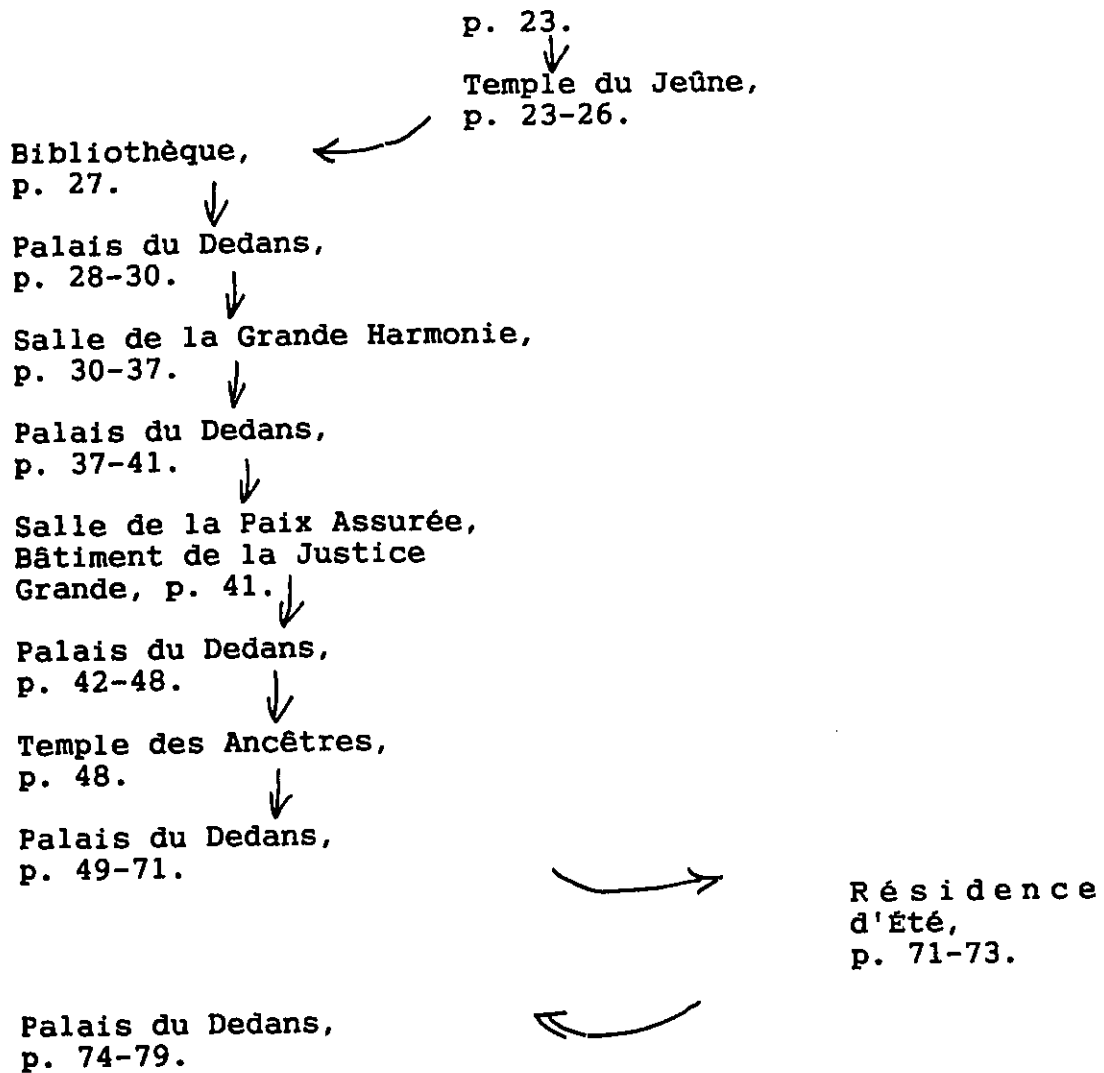 p. 23.
Temple du Jeûne,
p. 23-26.
Bibliothèque,
p. 27.
Palais du Dedans,
p. 28-30.
Salle de la Grande Harmonie,
p. 30-37.
Palais du Dedans,
p. 37-41.
Salle de la Paix Assurée,
Bâtiment de la Justice
Grande, p. 41.
Palais du Dedans,
p. 42-48.
Temple des Ancêtres,
p. 48.
Palais du Dedans,
p. 49-71.
Résidence
d'Été,
p. 71-73.
Palais du Dedans,
p. 74-79.